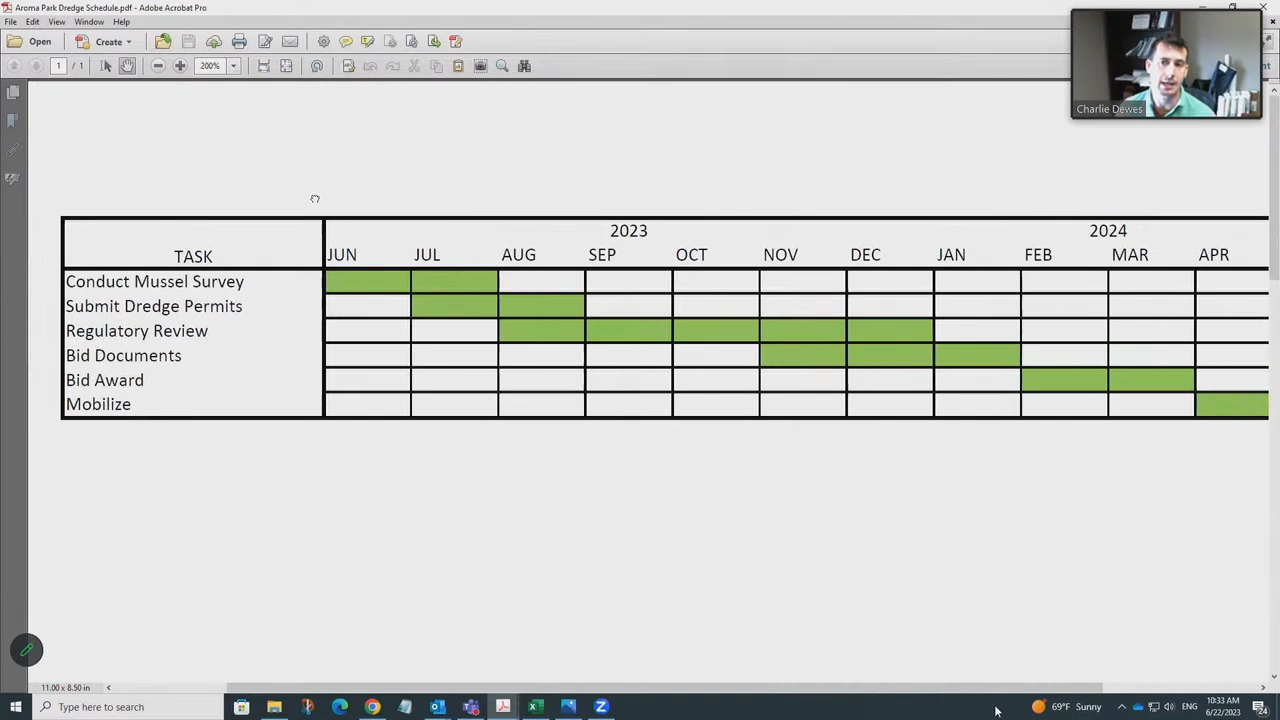 Aroma Park Dredge Schedule.pdf - Adobe Acrobat Pro
File Edit View Window Help
Open Create
1 / 1 200%
Charlie Dewes
2023 2024
TASK JUN JUL AUG SEP OCT NOV DEC JAN FEB MAR APR
Conduct Mussel Survey
Submit Dredge Permits
Regulatory Review
Bid Documents
Bid Award
Mobilize
11.00 x 8.50 in
Type here to search
69°F Sunny
ENG
10:33 AM
6/22/2023
24